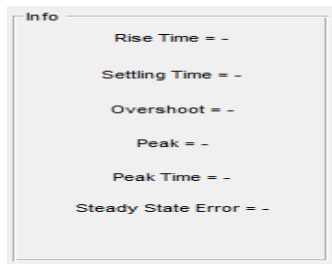 Info
Rise Time = -
Settling Time = -
Overshoot = -
Peak = -
Peak Time = -
Steady State Error = -